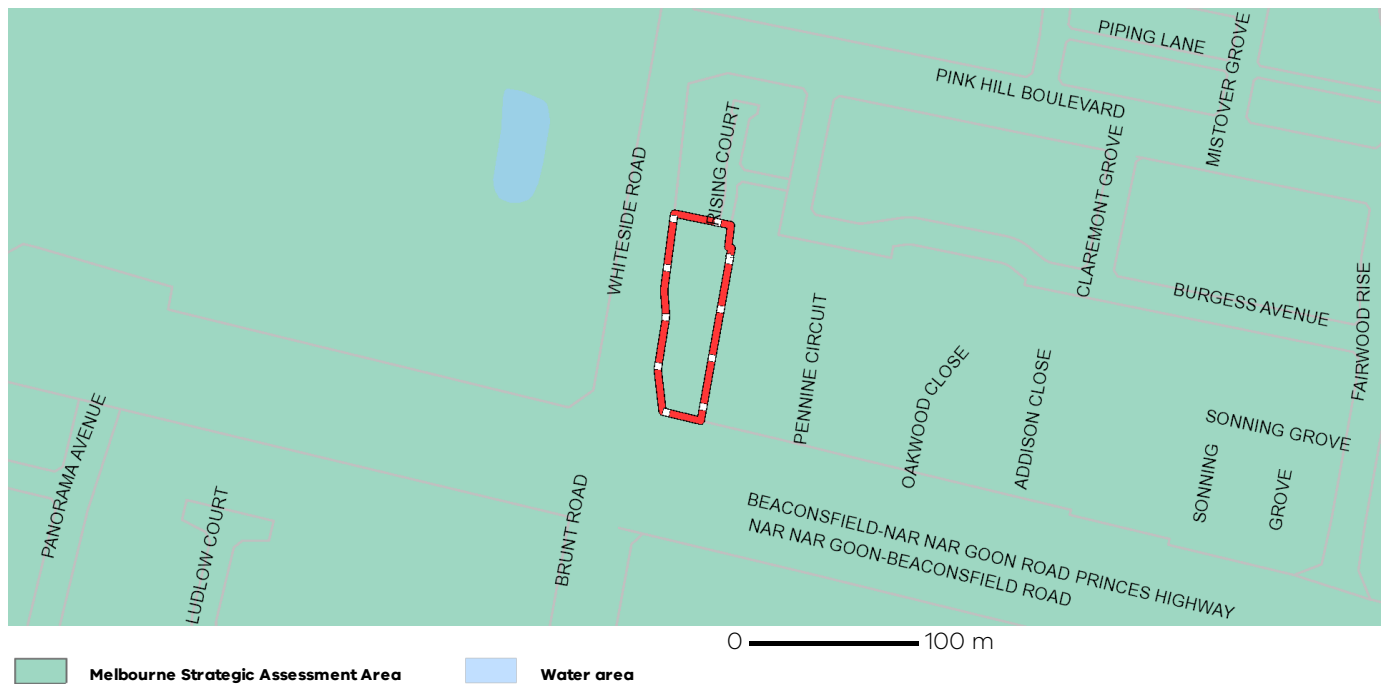 PIPING LANE
MISTOVER GROVE
PINK HILL BOULEVARD
RISING COURT
CLAREMONT GROVE
WHITESIDE ROAD
BURGESS AVENUE
FAIRWOOD RISE
PENNINE CIRCUIT
OAKWOOD CLOSE
ADDISON CLOSE
PANORAMA AVENUE
SONNING GROVE
SONNING
GROVE
LUDLOW COURT
BRUNT ROAD
BEACONSFIELD-NAR NAR GOON ROAD PRINCES HIGHWAY
NAR NAR GOON-BEACONSFIELD ROAD
0 100 m
Melbourne Strategic Assessment Area
Water area